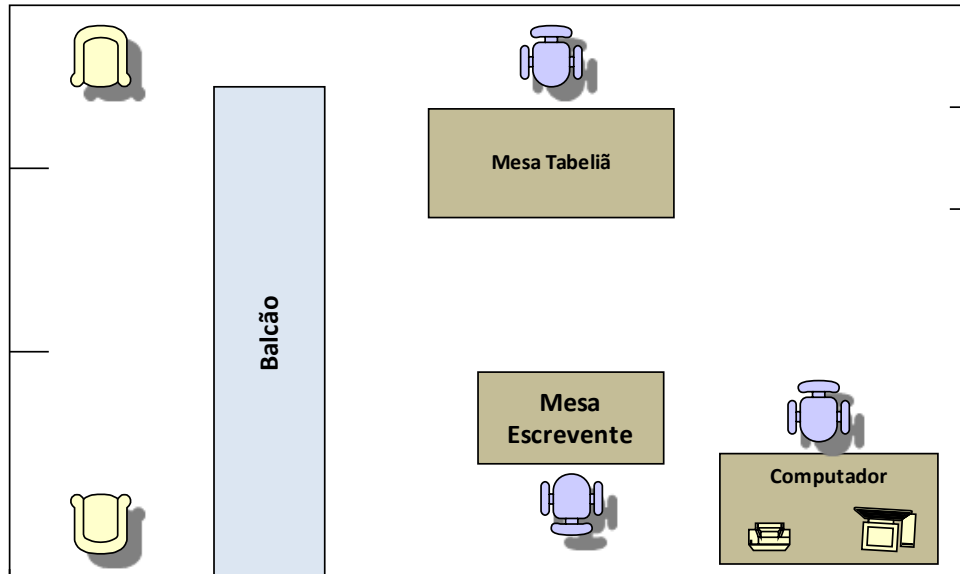 Mesa Tabeliã
Balcão
Mesa
Escrevente
Computador